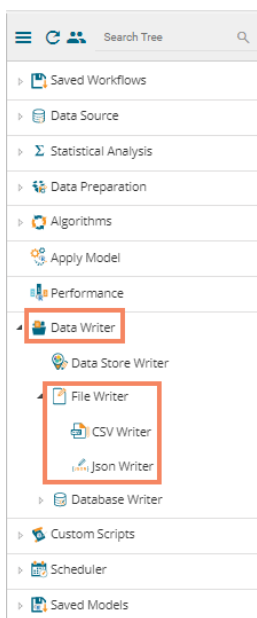 Search Tree
Saved Workflows
Data Source
Σ Statistical Analysis
Data Preparation
Algorithms
Apply Model
Performance
Data Writer
Data Store Writer
File Writer
CSV Writer
Json Writer
Database Writer
Custom Scripts
Scheduler
Saved Models